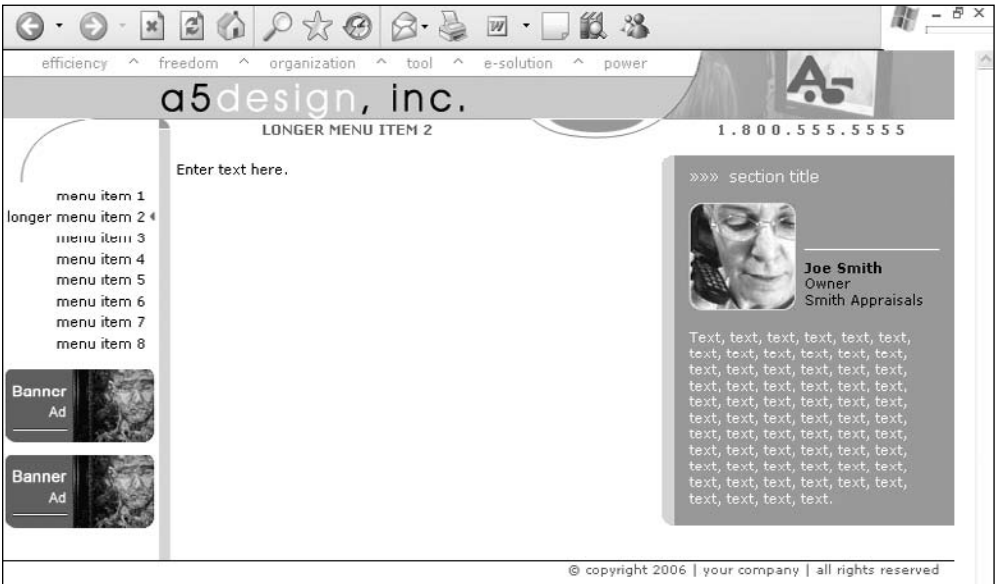 efficiency ^ freedom ^ organization ^ tool ^ e-solution ^ power
A5
a5design, inc.
LONGER MENU ITEM 2
1.800.555.5555
menu item 1
longer menu item 2
menu item 3
menu item 4
menu item 5
menu item 6
menu item 7
menu item 8
Banner
Ad
Banner
Ad
Enter text here.
»»» section title
Joe Smith
Owner
Smith Appraisals
Text, text, text, text, text, text,
text, text, text, text, text, text,
text, text, text, text, text, text,
text, text, text, text, text, text,
text, text, text, text, text, text,
text, text, text, text, text, text,
text, text, text, text, text, text,
text, text, text, text, text, text,
text, text, text, text, text, text,
text, text, text, text, text, text,
text, text, text, text.
© copyright 2006 | your company | all rights reserved